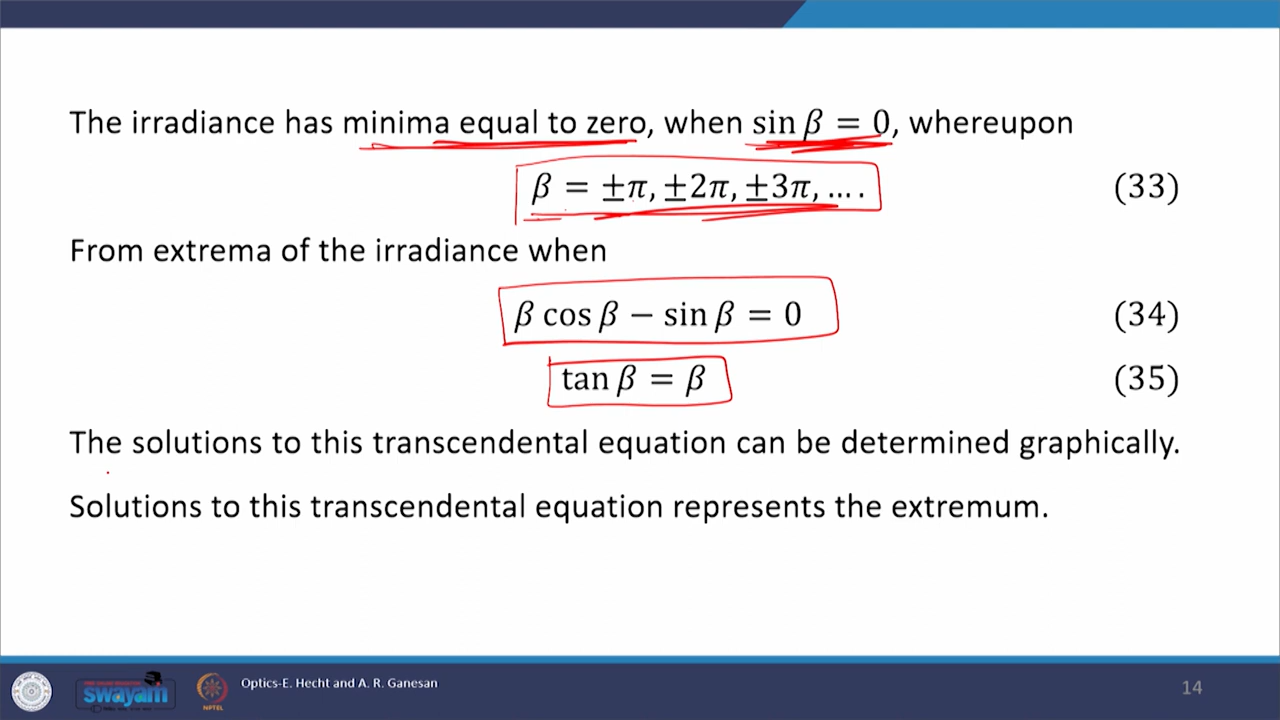 The irradiance has minima equal to zero, when sin β = 0, whereupon
β = ±π, ±2π, ±3π, .... (33)
From extrema of the irradiance when
β cos β − sin β = 0 (34)
tan β = β (35)
The solutions to this transcendental equation can be determined graphically.
Solutions to this transcendental equation represents the extremum.
swayam
NPTEL
Optics-E. Hecht and A. R. Ganesan
14